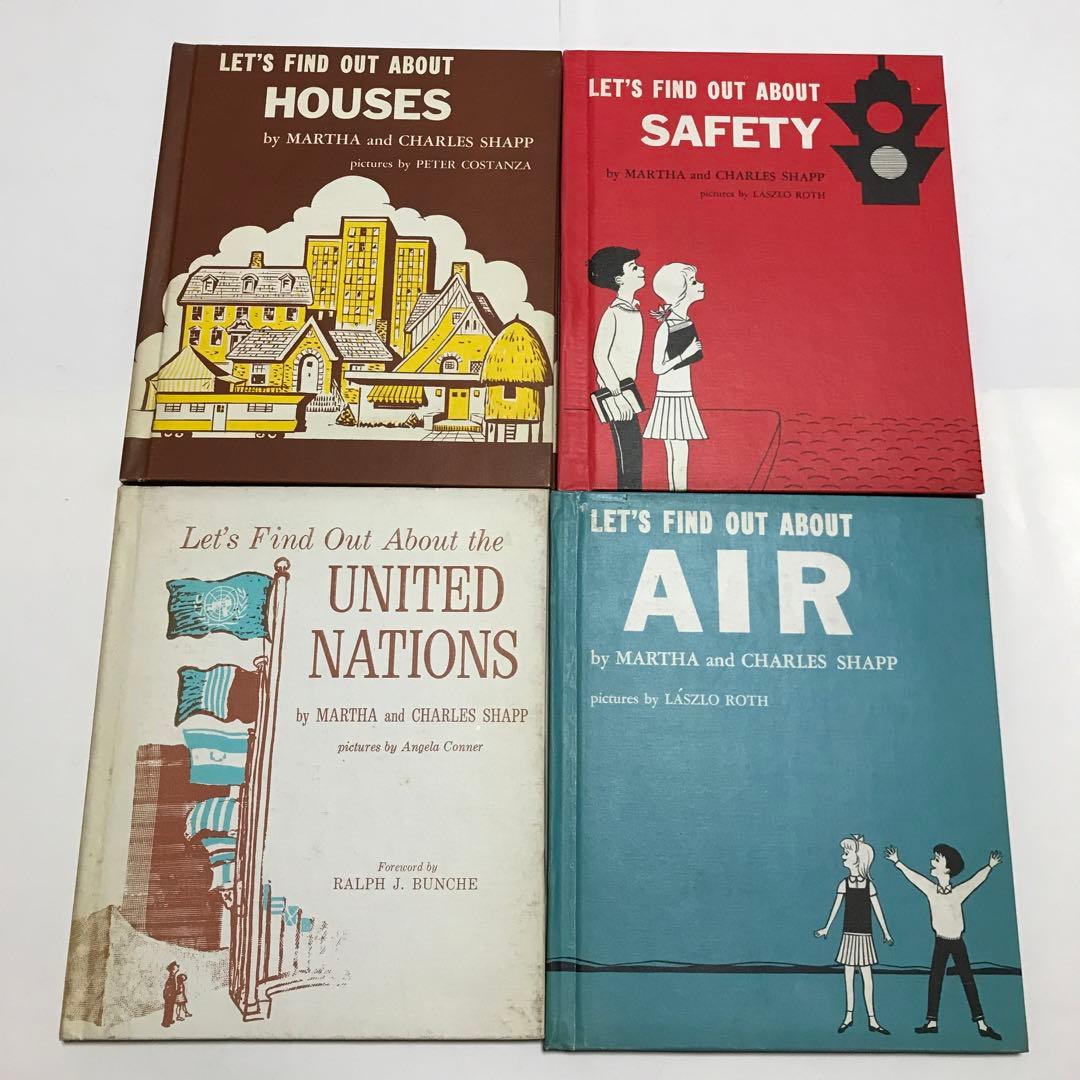 LET'S FIND OUT ABOUT
HOUSES
by MARTHA and CHARLES SHAPP
pictures by PETER COSTANZA
LET'S FIND OUT ABOUT
SAFETY
by MARTHA and CHARLES SHAPP
pictures by LÁSZLO ROTH
Let's Find Out About the
UNITED
NATIONS
by MARTHA and CHARLES SHAPP
pictures by Angela Conner
Foreword by
RALPH J. BUNCHE
LET'S FIND OUT ABOUT
AIR
by MARTHA and CHARLES SHAPP
pictures by LÁSZLO ROTH